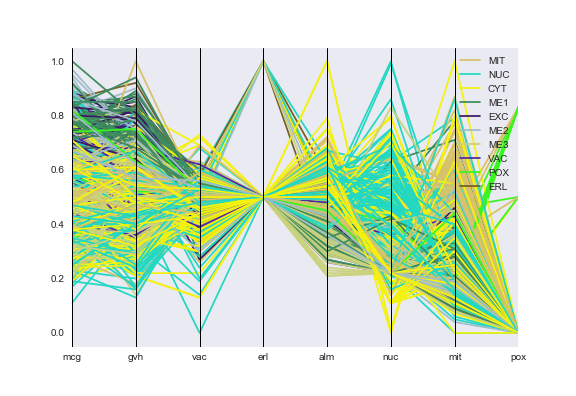 1.0
0.8
0.6
0.4
0.2
0.0
mcg gvh vac erl alm nuc mit pox
MIT
NUC
CYT
ME1
EXC
ME2
ME3
VAC
POX
ERL